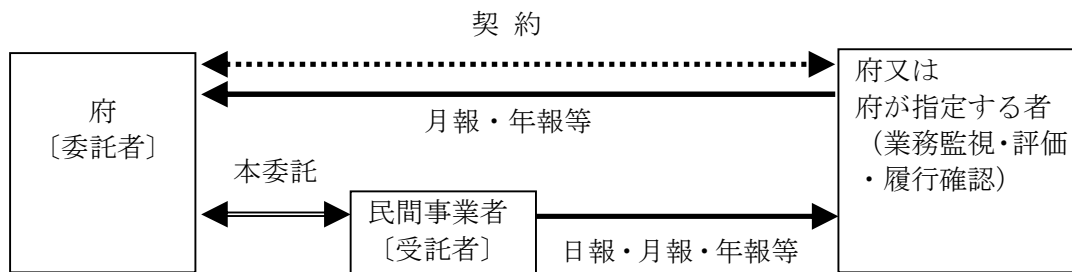 契 約
府
〔委託者〕
月報・年報等
本委託
民間事業者
〔受託者〕
日報・月報・年報等
府又は
府が指定する者
（業務監視・評価
・履行確認）